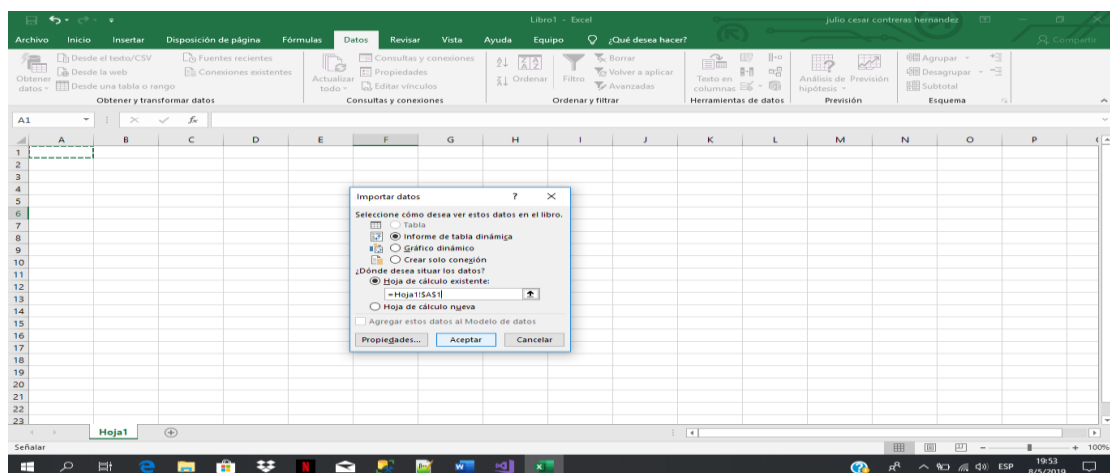 Libro1 - Excel
julio cesar contreras hernandez
Archivo Inicio Insertar Disposición de página Fórmulas Datos Revisar Vista Ayuda Equipo ¿Qué desea hacer? Compartir
Obtener datos
Desde el texto/CSV
Desde la web
Desde una tabla o rango
Fuentes recientes
Conexiones existentes
Obtener y transformar datos
Actualizar todo
Consultas y conexiones
Propiedades
Editar vínculos
Consultas y conexiones
Ordenar
Filtro
Borrar
Volver a aplicar
Avanzadas
Ordenar y filtrar
Texto en columnas
Herramientas de datos
Análisis de hipótesis
Previsión
Previsión
Agrupar
Desagrupar
Subtotal
Esquema
A1 fx
A B C D E F G H I J K L M N O P
1
2
3
4
5
6
7
8
9
10
11
12
13
14
15
16
17
18
19
20
21
22
23
Importar datos ? ×
Seleccione cómo desea ver estos datos en el libro.
Tabla
Informe de tabla dinámica
Gráfico dinámico
Crear solo conexión
¿Dónde desea situar los datos?
Hoja de cálculo existente:
=Hoja1!$A$1
Hoja de cálculo nueva
Agregar estos datos al Modelo de datos
Propiedades... Aceptar Cancelar
Hoja1
Señalar
100%
ESP
19:53
8/5/2019